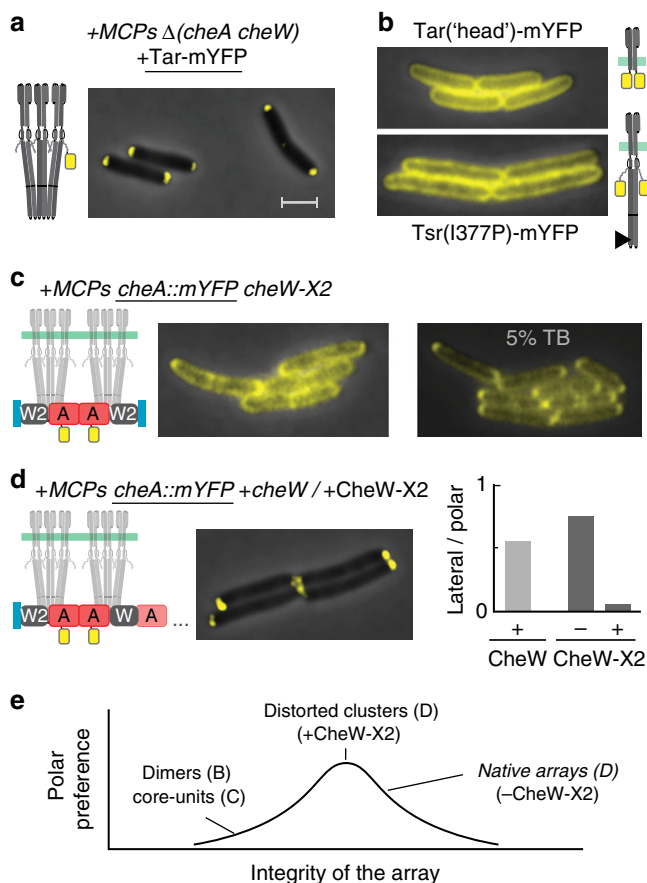 a
+MCPs Δ(cheA cheW)
+Tar-mYFP
b
Tar('head')-mYFP
Tsr(I377P)-mYFP
c
+MCPs cheA::mYFP cheW-X2
W2 A A W2
5% TB
d
+MCPs cheA::mYFP +cheW / +CheW-X2
W2 A A W A ...
Lateral / polar
1
0
+ − +
CheW CheW-X2
e
Polar
preference
Distorted clusters (D)
(+CheW-X2)
Dimers (B)
core-units (C)
Native arrays (D)
(–CheW-X2)
Integrity of the array